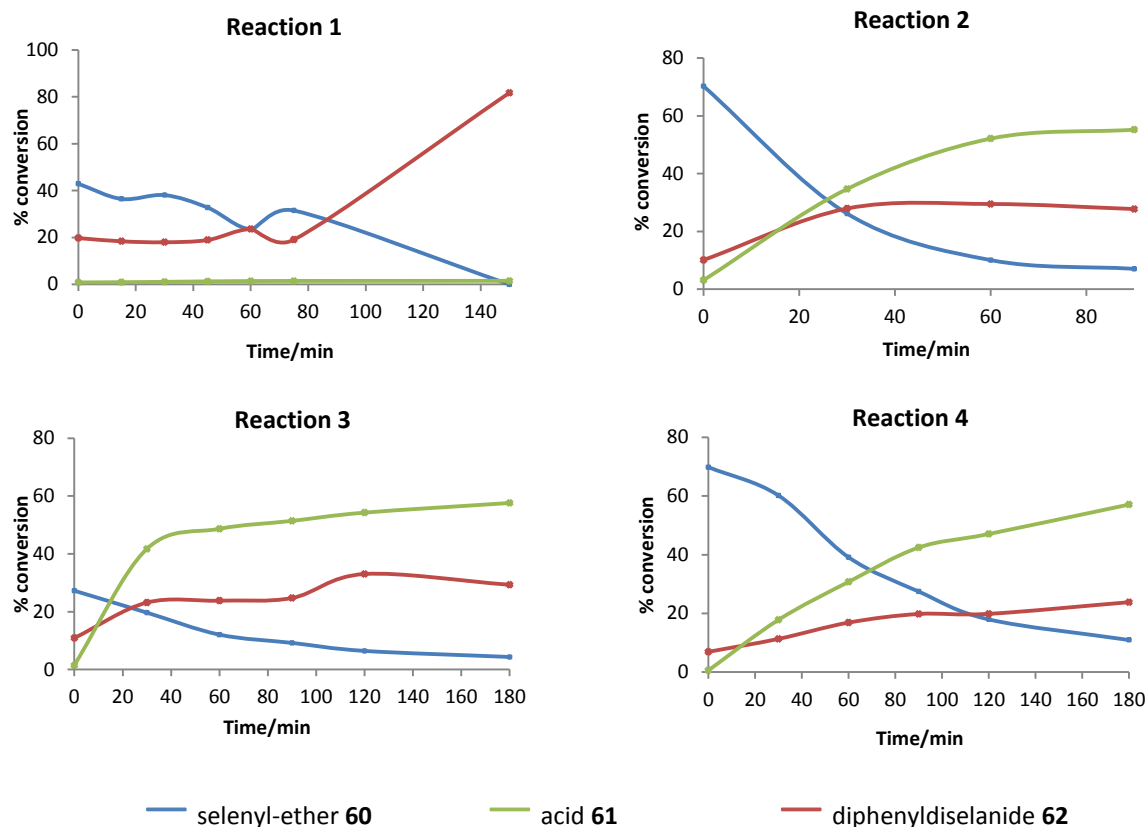 Reaction 1
% conversion
100
80
60
40
20
0
0 20 40 60 80 100 120 140
Time/min
Reaction 2
% conversion
80
60
40
20
0
0 20 40 60 80
Time/min
Reaction 3
% conversion
80
60
40
20
0
0 20 40 60 80 100 120 140 160 180
Time/min
Reaction 4
% conversion
80
60
40
20
0
0 20 40 60 80 100 120 140 160 180
Time/min
selenyl-ether 60 acid 61 diphenyldiselanide 62